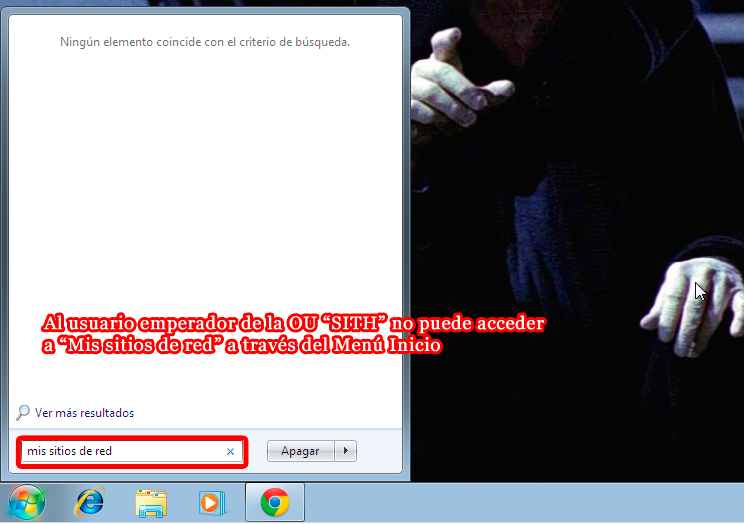 Ningún elemento coincide con el criterio de búsqueda.
Al usuario emperador de la OU “SITH” no puede acceder
a “Mis sitios de red” a través del Menú Inicio
Ver más resultados
mis sitios de red
Apagar